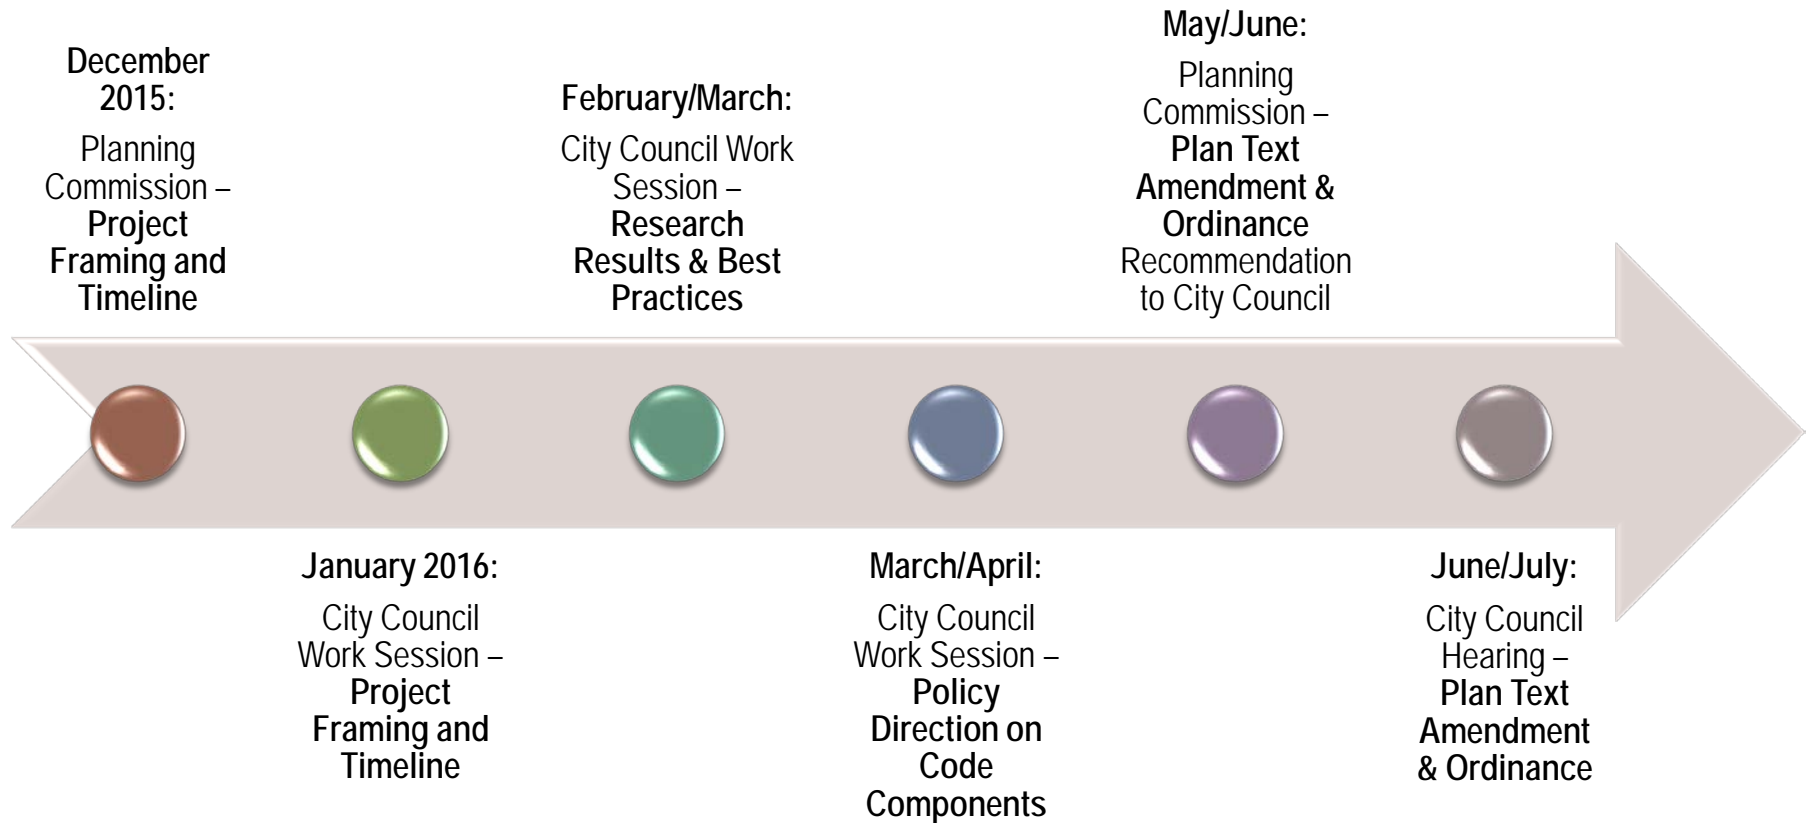 December
2015:
Planning
Commission –
Project
Framing and
Timeline
January 2016:
City Council
Work Session –
Project
Framing and
Timeline
February/March:
City Council Work
Session –
Research
Results & Best
Practices
March/April:
City Council
Work Session –
Policy
Direction on
Code
Components
May/June:
Planning
Commission –
Plan Text
Amendment &
Ordinance
Recommendation
to City Council
June/July:
City Council
Hearing –
Plan Text
Amendment
& Ordinance